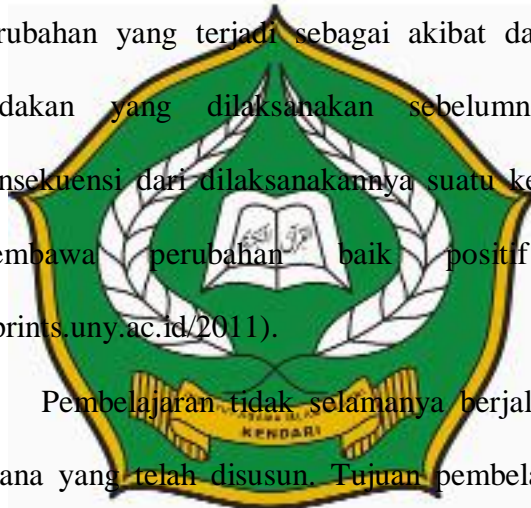 rubahan yang terjadi sebagai akibat da
dakan yang dilaksanakan sebelumn
nsekuensi dari dilaksanakannya suatu ke
embawa perubahan baik positif
prints.uny.ac.id/2011).
Pembelajaran tidak selamanya berjal
KENDARI
ana yang telah disusun. Tujuan pembela